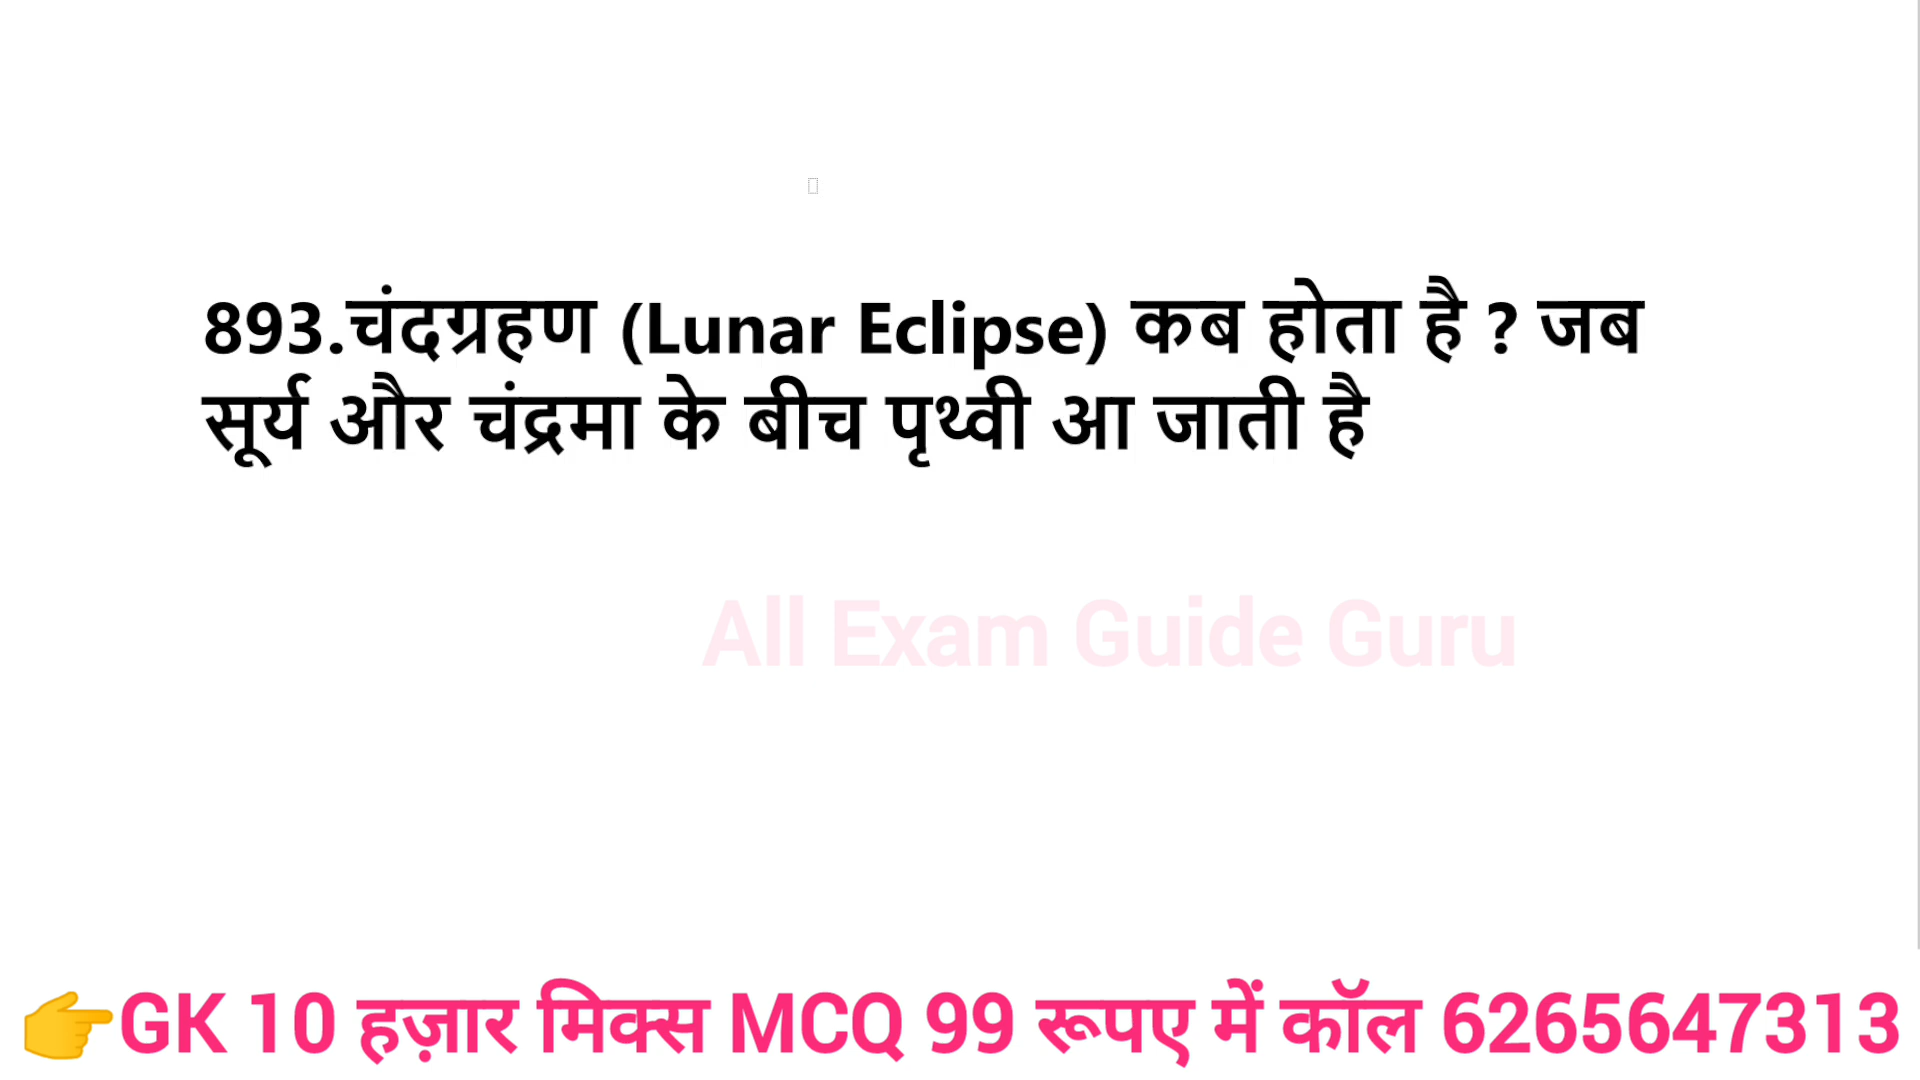 893.चंदग्रहण (Lunar Eclipse) कब होता है ? जब
सूर्य और चंद्रमा के बीच पृथ्वी आ जाती है
All Exam Guide Guru
👉GK 10 हज़ार मिक्स MCQ 99 रूपए में कॉल 6265647313